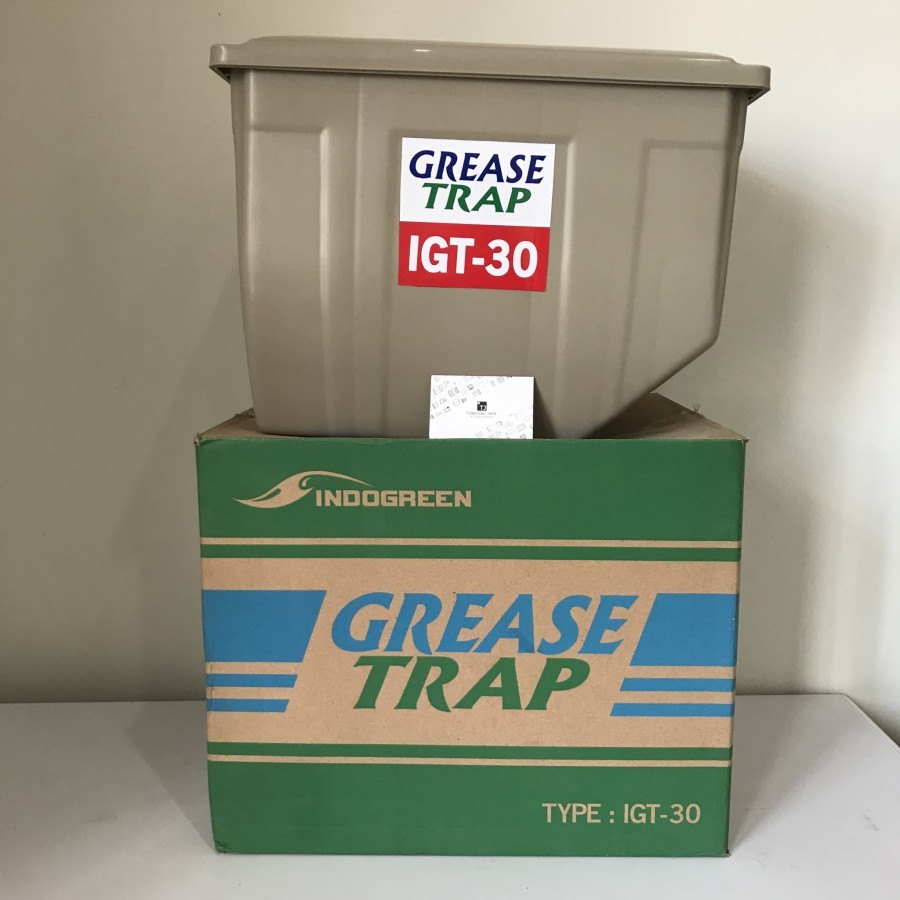 GREASE
TRAP
IGT-30
INDOGREEN
GREASE
TRAP
TYPE : IGT-30